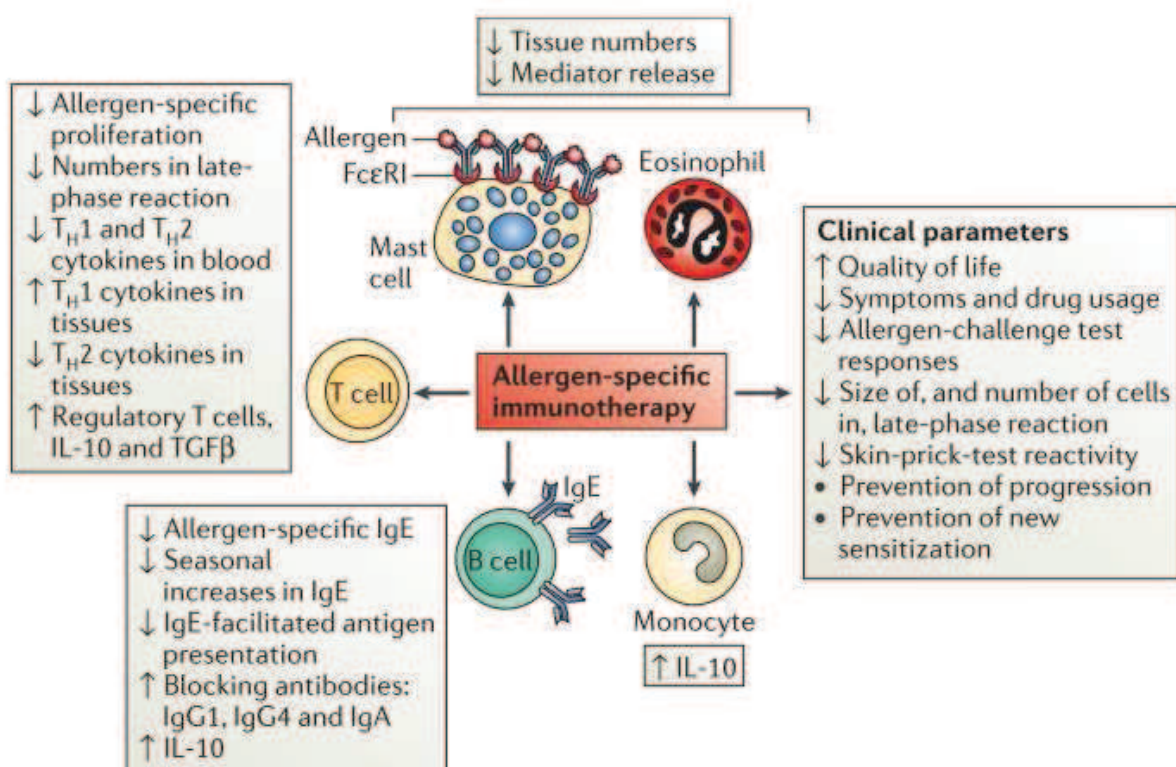 ↓ Tissue numbers
↓ Mediator release
↓ Allergen-specific
proliferation
↓ Numbers in late-
phase reaction
↓ TH1 and TH2
cytokines in blood
↑ TH1 cytokines in
tissues
↓ TH2 cytokines in
tissues
↑ Regulatory T cells,
IL-10 and TGFβ
Allergen
FcεRI
Mast
cell
Eosinophil
T cell
Allergen-specific
immunotherapy
Clinical parameters
↑ Quality of life
↓ Symptoms and drug usage
↓ Allergen-challenge test
responses
↓ Size of, and number of cells
in, late-phase reaction
↓ Skin-prick-test reactivity
• Prevention of progression
• Prevention of new
sensitization
↓ Allergen-specific IgE
↓ Seasonal
increases in IgE
↓ IgE-facilitated antigen
presentation
↑ Blocking antibodies:
IgG1, IgG4 and IgA
↑ IL-10
IgE
B cell
Monocyte
↑ IL-10